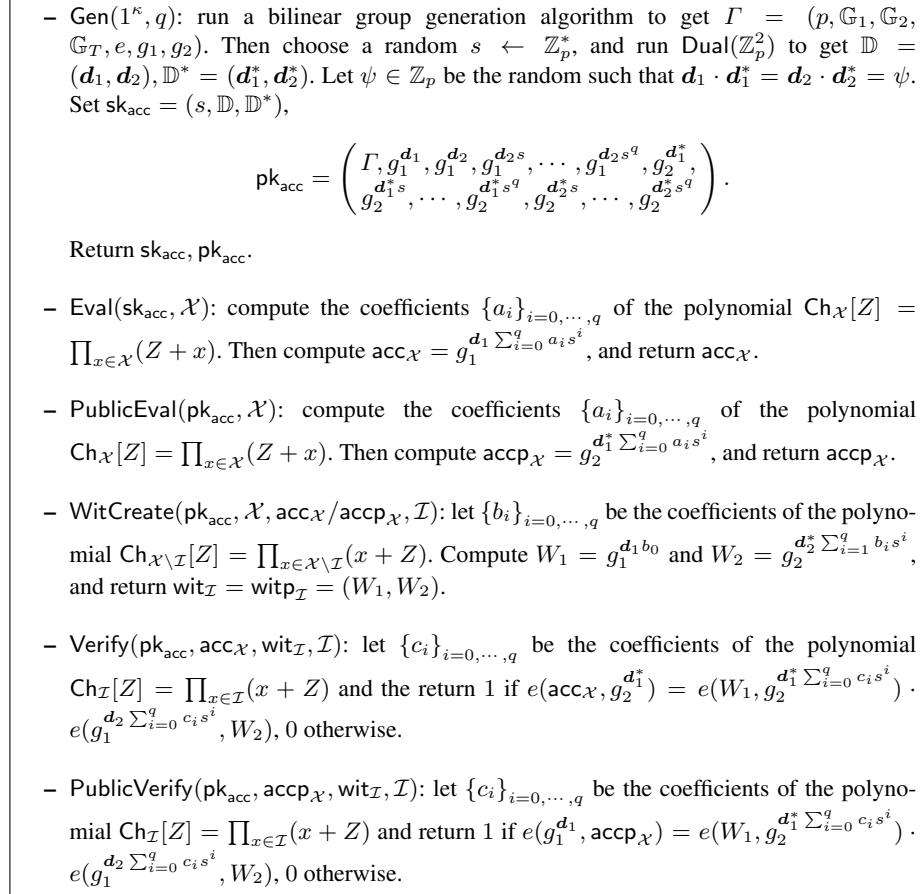 – Gen(1^κ, q): run a bilinear group generation algorithm to get Γ = (p, 𝔾_1, 𝔾_2,
𝔾_T, e, g_1, g_2). Then choose a random s ← ℤ_p^*, and run Dual(ℤ_p^2) to get 𝔻 =
(d_1, d_2), 𝔻^* = (d_1^*, d_2^*). Let ψ ∈ ℤ_p be the random such that d_1 · d_1^* = d_2 · d_2^* = ψ.
Set sk_acc = (s, 𝔻, 𝔻^*),
pk_acc = ( Γ, g_1^{d_1}, g_1^{d_2}, g_1^{d_2 s}, ⋯ , g_1^{d_2 s^q}, g_2^{d_1^*},
g_2^{d_1^* s}, ⋯ , g_2^{d_1^* s^q}, g_2^{d_2^* s}, ⋯ , g_2^{d_2^* s^q} ) .
Return sk_acc, pk_acc.
– Eval(sk_acc, 𝒳): compute the coefficients {a_i}_{i=0,⋯,q} of the polynomial Ch_𝒳[Z] =
∏_{x∈𝒳}(Z + x). Then compute acc_𝒳 = g_1^{d_1 ∑_{i=0}^q a_i s^i}, and return acc_𝒳.
– PublicEval(pk_acc, 𝒳): compute the coefficients {a_i}_{i=0,⋯,q} of the polynomial
Ch_𝒳[Z] = ∏_{x∈𝒳}(Z + x). Then compute accp_𝒳 = g_2^{d_1^* ∑_{i=0}^q a_i s^i}, and return accp_𝒳.
– WitCreate(pk_acc, 𝒳, acc_𝒳/accp_𝒳, ℐ): let {b_i}_{i=0,⋯,q} be the coefficients of the polyno-
mial Ch_{𝒳∖ℐ}[Z] = ∏_{x∈𝒳∖ℐ}(x + Z). Compute W_1 = g_1^{d_1 b_0} and W_2 = g_2^{d_2^* ∑_{i=1}^q b_i s^i},
and return wit_ℐ = witp_ℐ = (W_1, W_2).
– Verify(pk_acc, acc_𝒳, wit_ℐ, ℐ): let {c_i}_{i=0,⋯,q} be the coefficients of the polynomial
Ch_ℐ[Z] = ∏_{x∈ℐ}(x + Z) and the return 1 if e(acc_𝒳, g_2^{d_1^*}) = e(W_1, g_2^{d_1^* ∑_{i=0}^q c_i s^i}) ·
e(g_1^{d_2 ∑_{i=0}^q c_i s^i}, W_2), 0 otherwise.
– PublicVerify(pk_acc, accp_𝒳, wit_ℐ, ℐ): let {c_i}_{i=0,⋯,q} be the coefficients of the polyno-
mial Ch_ℐ[Z] = ∏_{x∈ℐ}(x + Z) and return 1 if e(g_1^{d_1}, accp_𝒳) = e(W_1, g_2^{d_1^* ∑_{i=0}^q c_i s^i}) ·
e(g_1^{d_2 ∑_{i=0}^q c_i s^i}, W_2), 0 otherwise.